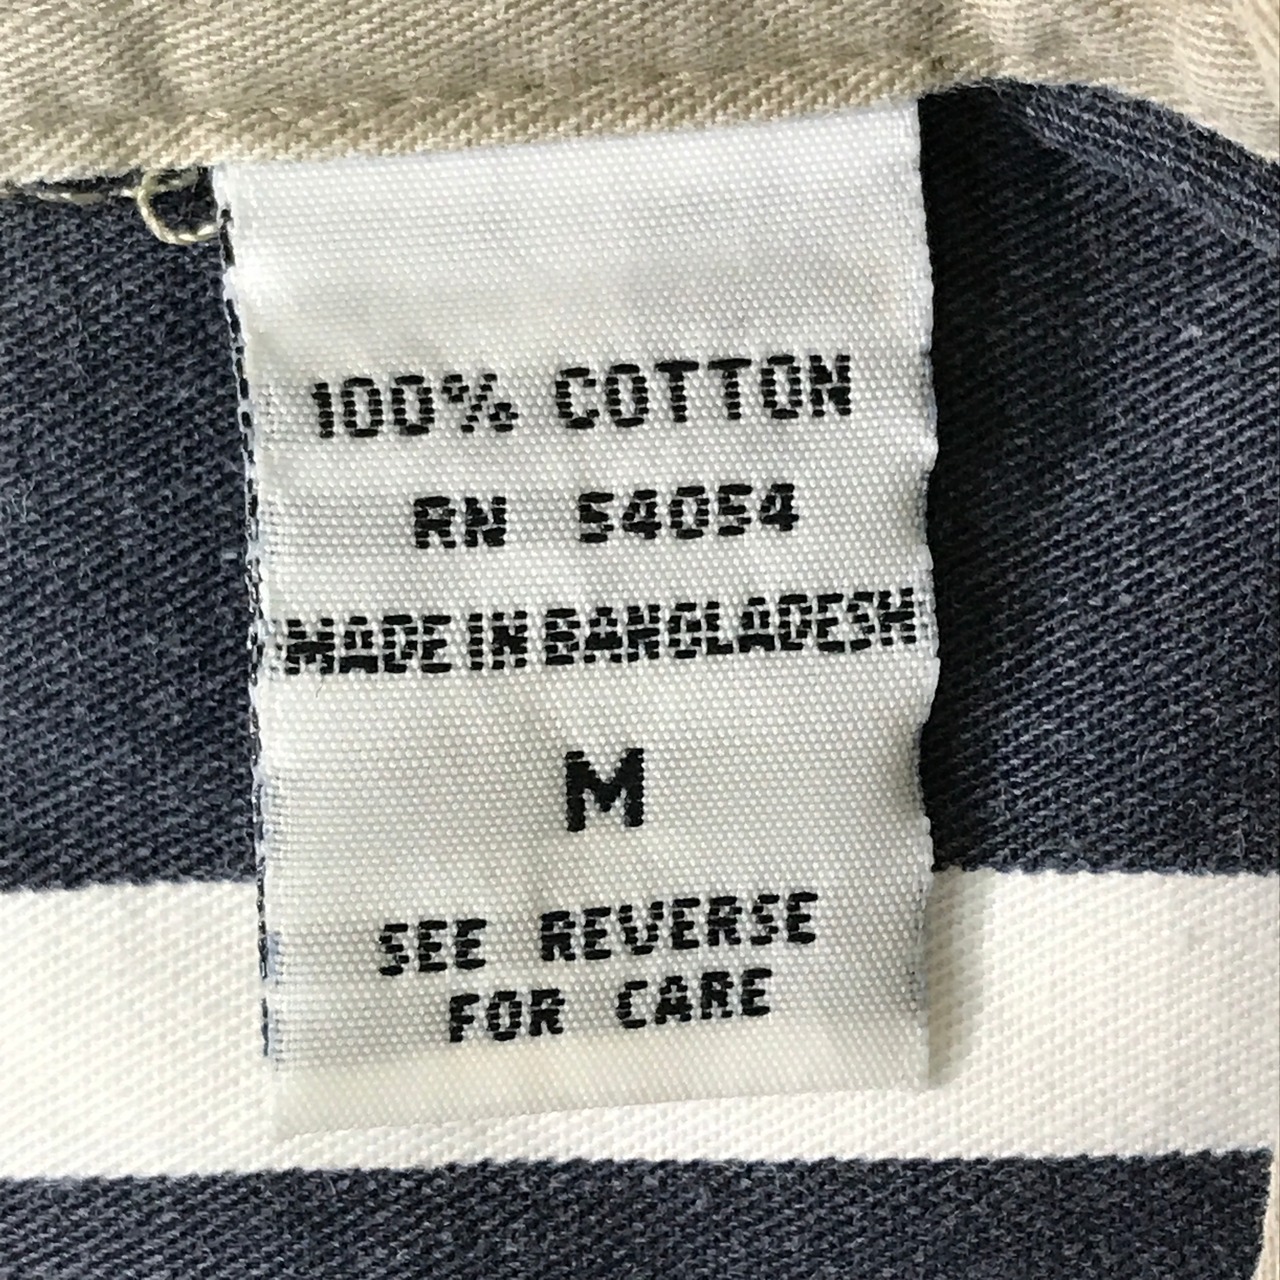 100% COTTON
RN 54054
MADE IN BANGLADESH
M
SEE REVERSE
FOR CARE